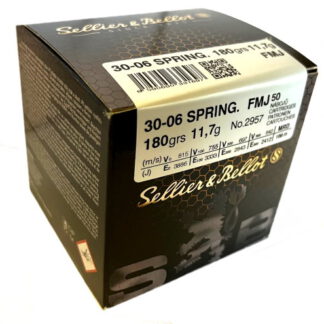 Sellier & Bellot
30-06 SPRING. 180grs 11,7g
FMJ
30-06 SPRING. FMJ 50
180grs 11,7g No.2957
NÁBOJŮ
CARTRIDGES
PATRONEN
CARTOUCHES
(m/s)
(J)
Sellier & Bellot
S&B